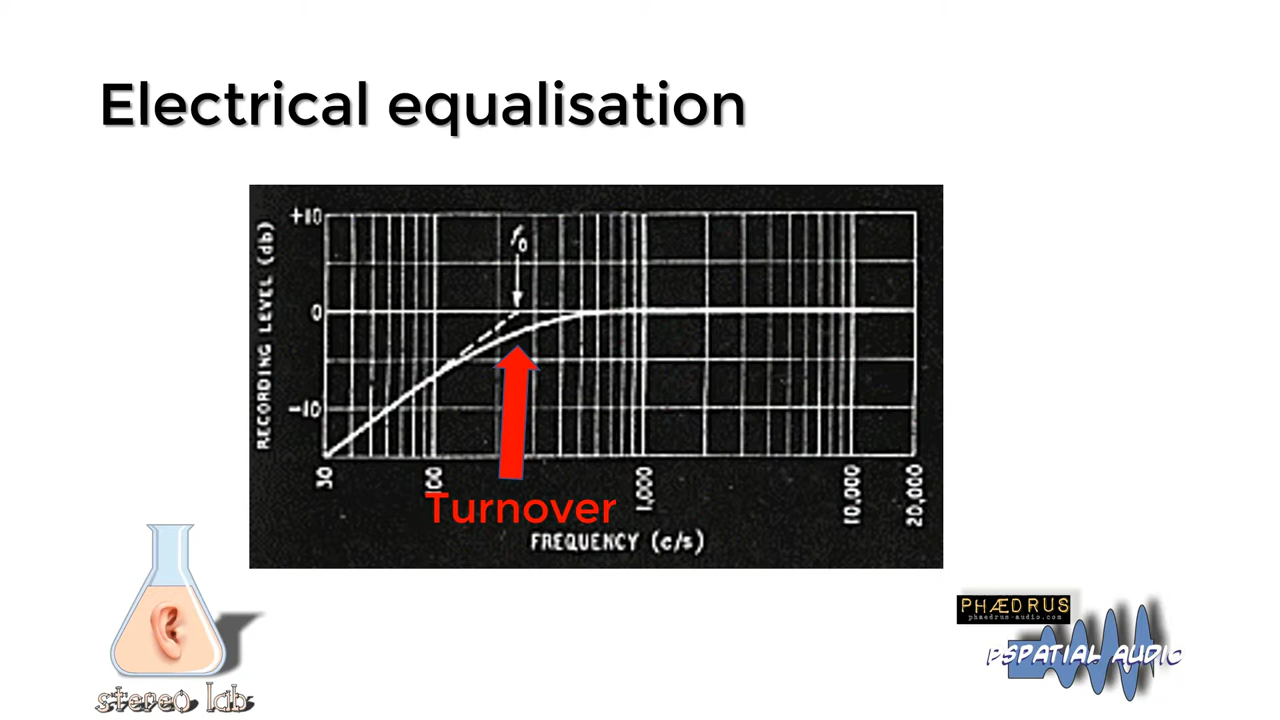 Electrical equalisation
+10
0
-10
RECORDING LEVEL (db)
f₀
30
100
1,000
10,000
20,000
Turnover
FREQUENCY (c/s)
stereo lab
PHÆDRUS
phaedrus-audio.com
PSPATIAL AUDIO